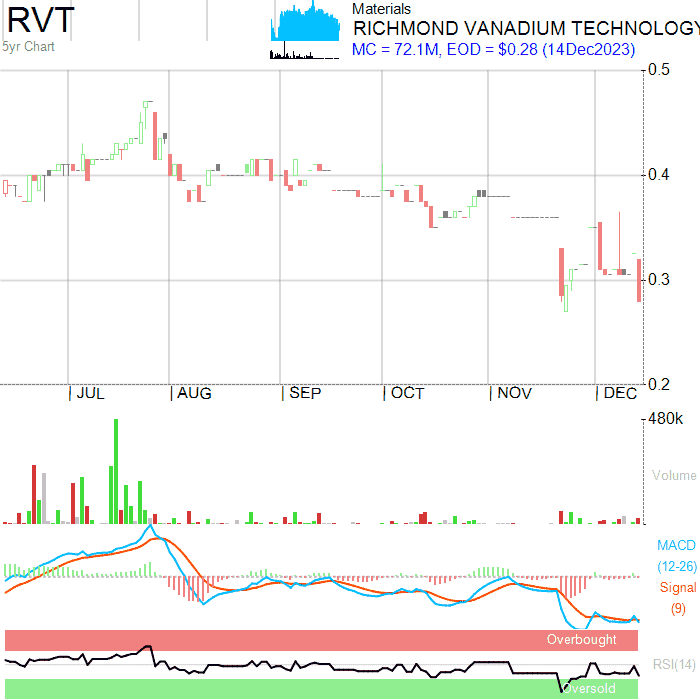 RVT
5yr Chart
Materials
RICHMOND VANADIUM TECHNOLOGY
MC = 72.1M, EOD = $0.28 (14Dec2023)
0.5
0.4
0.3
0.2
JUL AUG SEP OCT NOV DEC
480k
Volume
MACD
(12-26)
Signal
(9)
Overbought
RSI(14)
Oversold